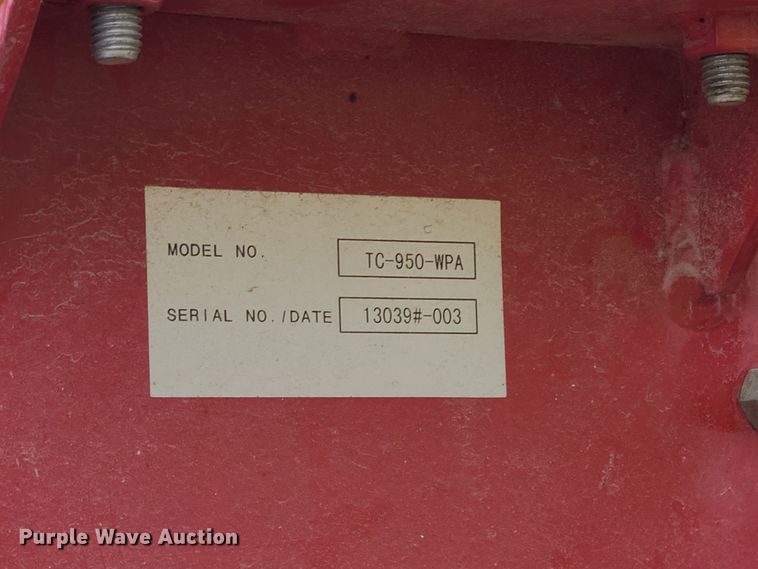 MODEL NO. TC-950-WPA
SERIAL NO./DATE 13039#-003
Purple Wave Auction